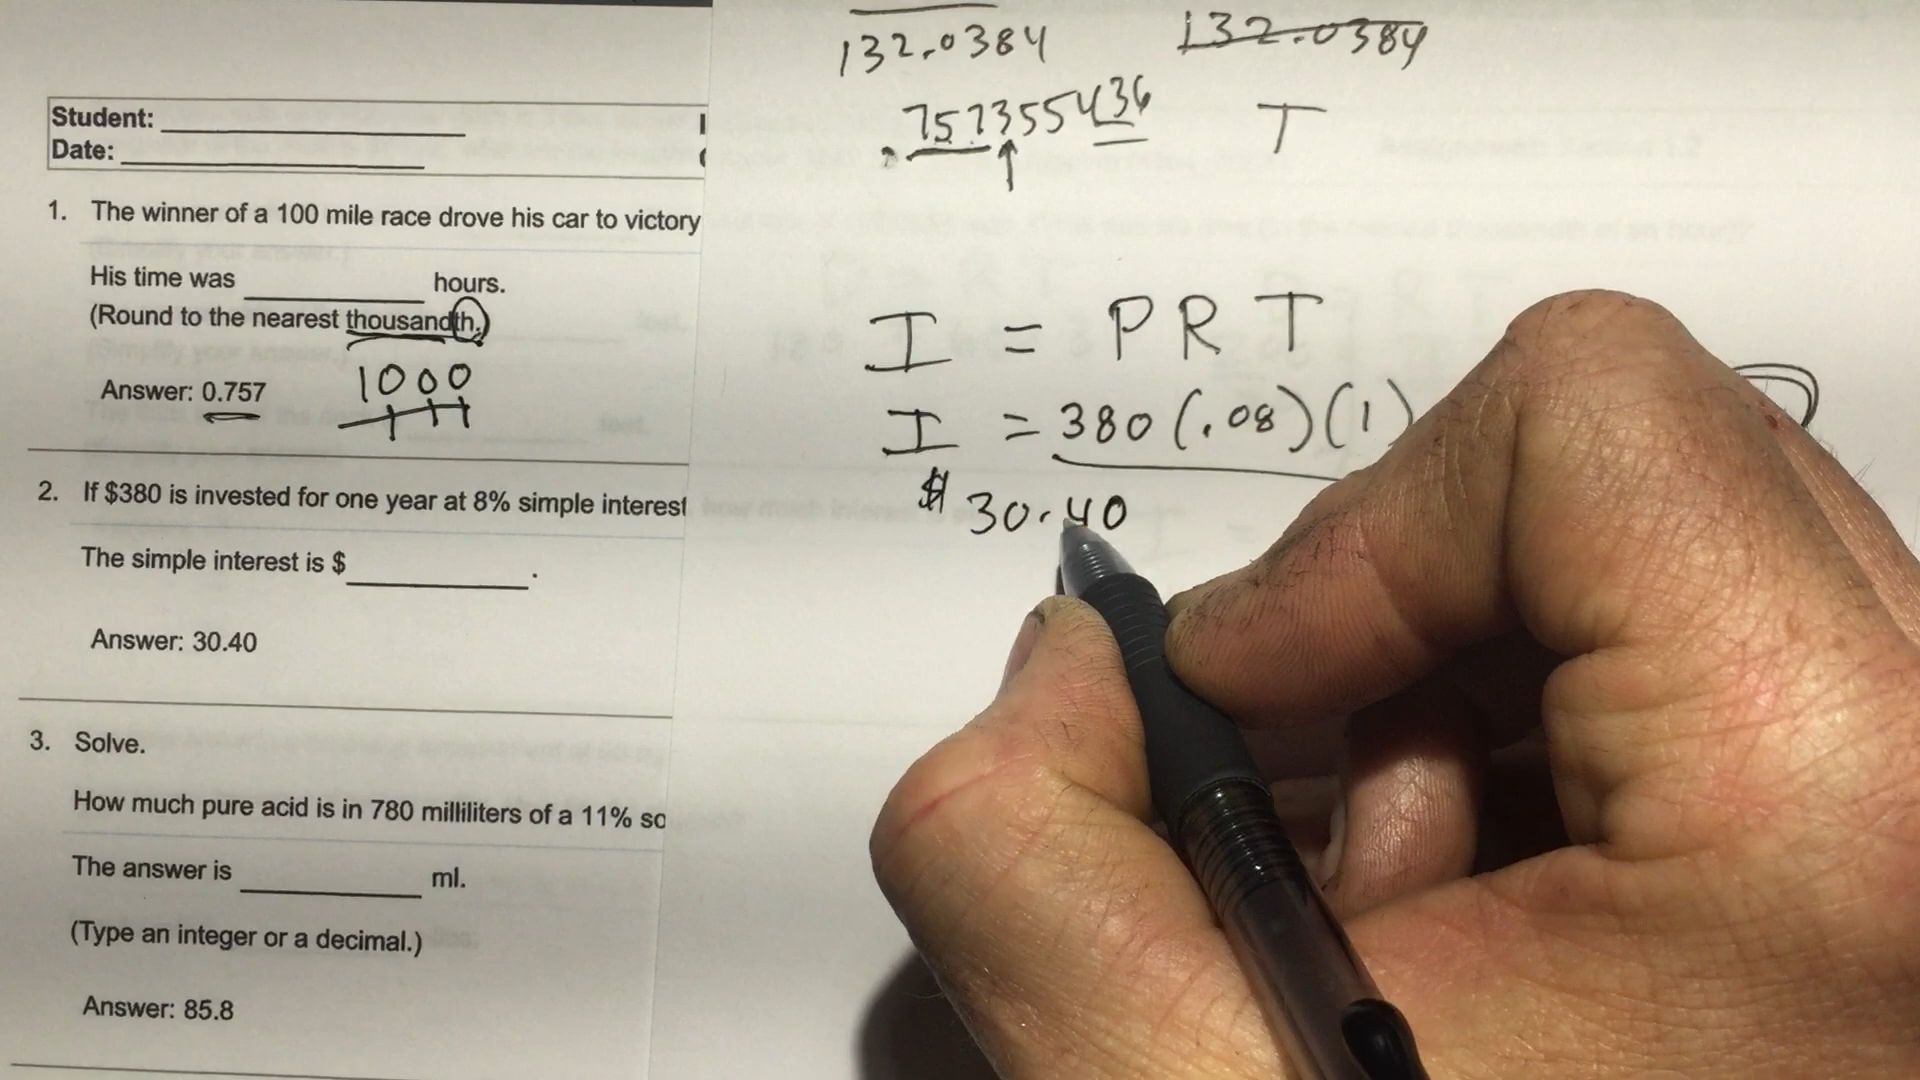 Student:
Date:
1. The winner of a 100 mile race drove his car to victory
His time was ____ hours.
(Round to the nearest thousandth.)
Answer: 0.757
1000
2. If $380 is invested for one year at 8% simple interest
The simple interest is $____.
Answer: 30.40
3. Solve.
How much pure acid is in 780 milliliters of a 11% so
The answer is ____ ml.
(Type an integer or a decimal.)
Answer: 85.8
132.0384 132.0384
.757355436 T
I = PRT
I = 380(.08)(1)
$30.40